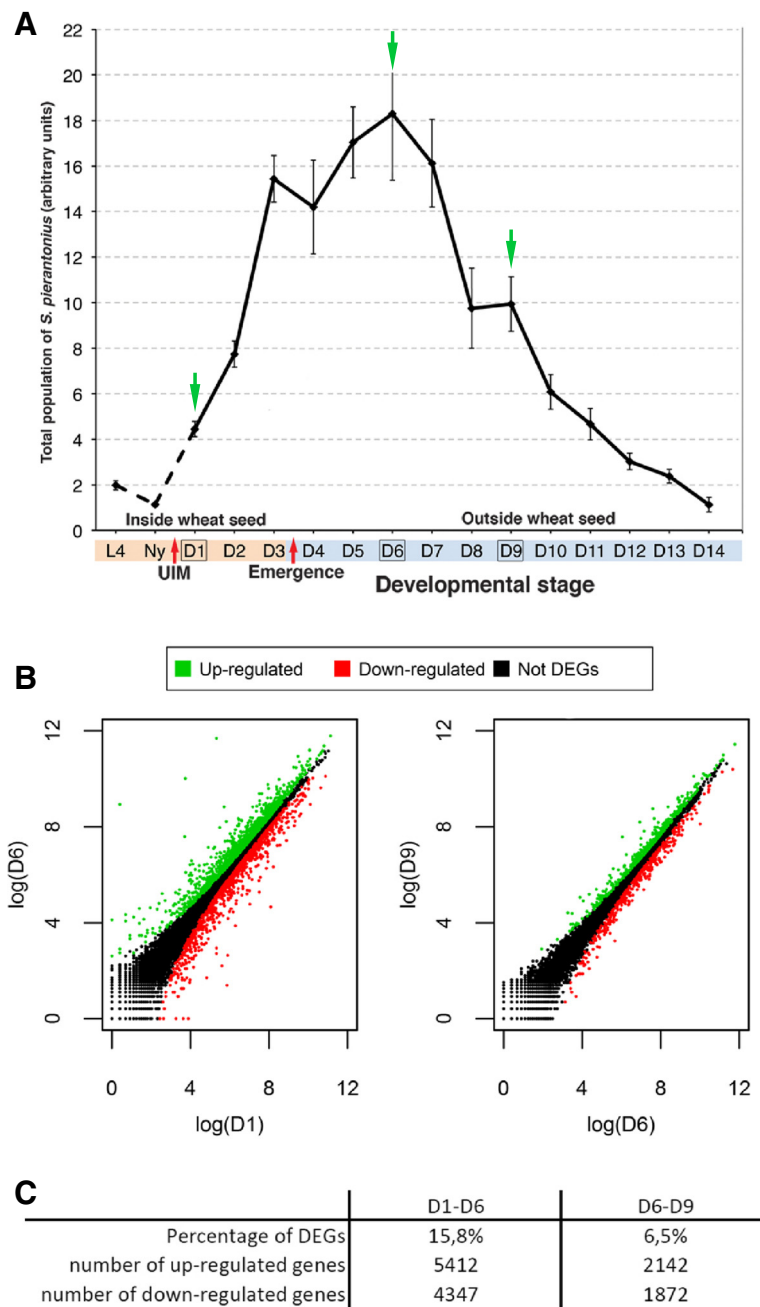 A
Total population of S. pierantonius (arbitrary units)
22
20
18
16
14
12
10
8
6
4
2
0
Inside wheat seed
Outside wheat seed
L4 Ny D1 D2 D3 D4 D5 D6 D7 D8 D9 D10 D11 D12 D13 D14
UIM
Emergence
Developmental stage
B
Up-regulated Down-regulated Not DEGs
log(D6)
12
8
4
0
0 4 8 12
log(D1)
log(D9)
12
8
4
0
0 4 8 12
log(D6)
C
D1-D6 D6-D9
Percentage of DEGs 15,8% 6,5%
number of up-regulated genes 5412 2142
number of down-regulated genes 4347 1872